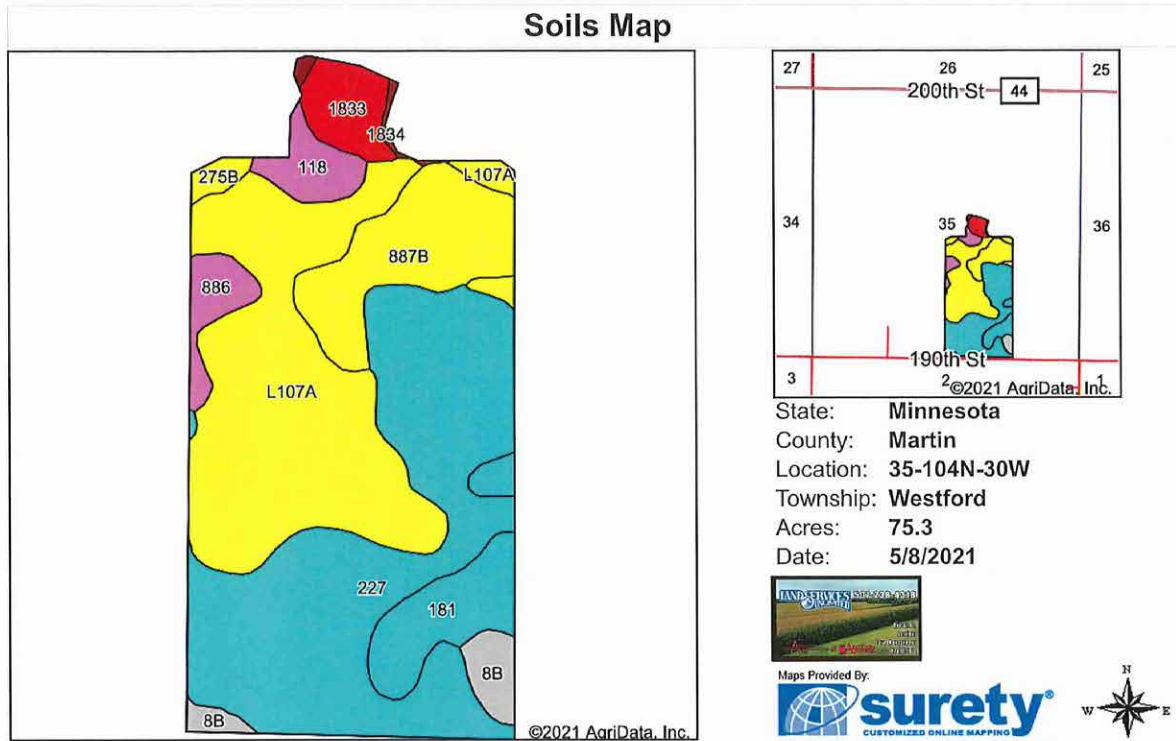 Soils Map
1833
1834
118
275B
L107A
887B
886
L107A
227
181
8B
8B
©2021 AgriData, Inc.
27
26
25
200th St
44
34
35
36
190th St
3
2
1
©2021 AgriData, Inc.
State: Minnesota
County: Martin
Location: 35-104N-30W
Township: Westford
Acres: 75.3
Date: 5/8/2021
LAND SERVICES
UNLIMITED
Maps Provided By:
surety®
CUSTOMIZED ONLINE MAPPING
N
W
E
S